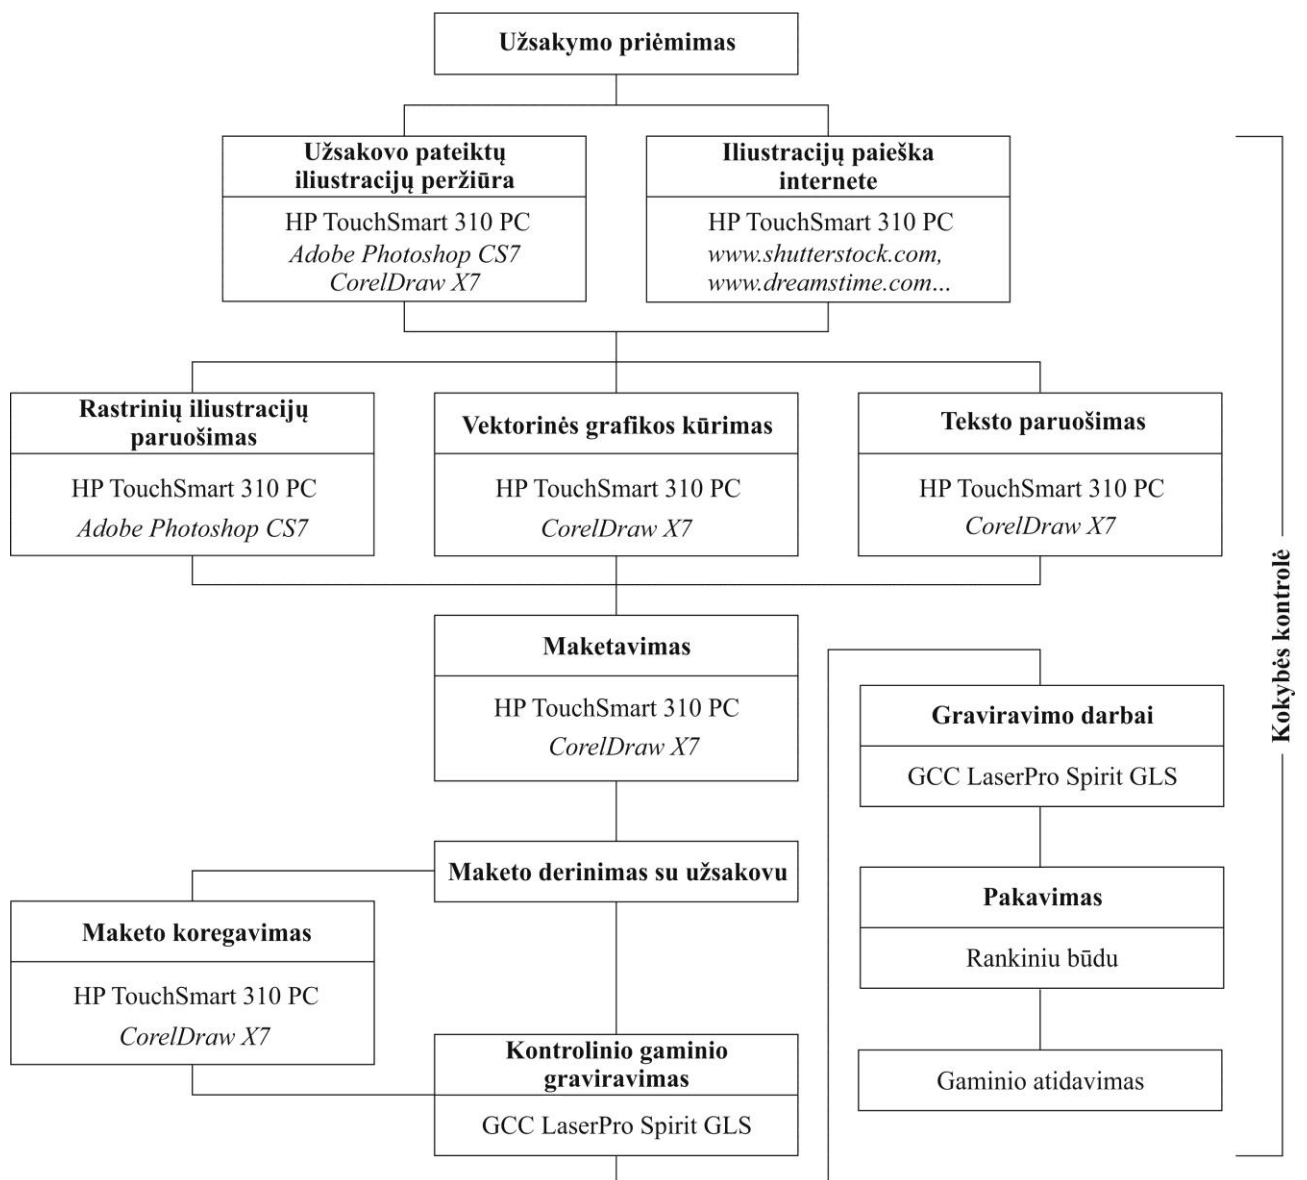 Užsakymo priėmimas
Užsakovo pateiktų
iliustracijų peržiūra
HP TouchSmart 310 PC
Adobe Photoshop CS7
CorelDraw X7
Iliustracijų paieška
internete
HP TouchSmart 310 PC
www.shutterstock.com,
www.dreamstime.com...
Rastrinių iliustracijų
paruošimas
HP TouchSmart 310 PC
Adobe Photoshop CS7
Vektorinės grafikos kūrimas
HP TouchSmart 310 PC
CorelDraw X7
Teksto paruošimas
HP TouchSmart 310 PC
CorelDraw X7
Maketavimas
HP TouchSmart 310 PC
CorelDraw X7
Maketo derinimas su užsakovu
Maketo koregavimas
HP TouchSmart 310 PC
CorelDraw X7
Kontrolinio gaminio
graviravimas
GCC LaserPro Spirit GLS
Graviravimo darbai
GCC LaserPro Spirit GLS
Pakavimas
Rankiniu būdu
Gaminio atidavimas
Kokybės kontrolė